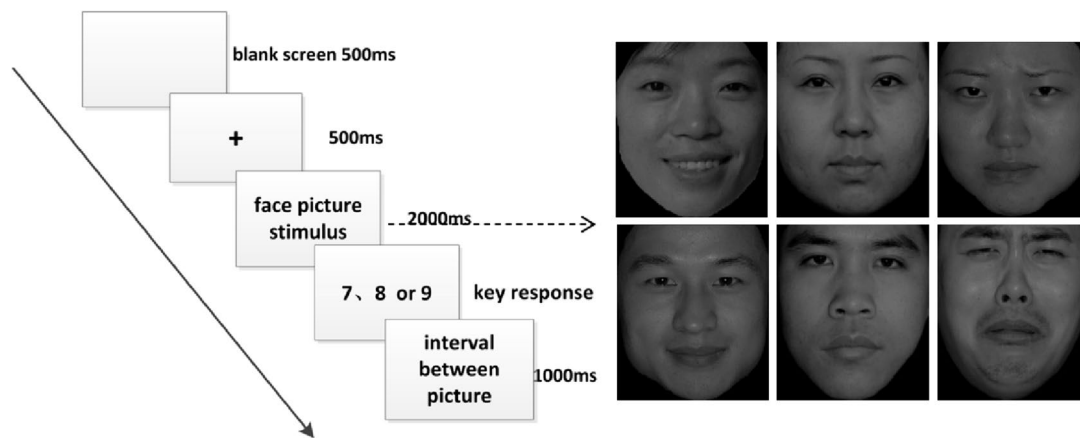 blank screen 500ms
+
500ms
face picture
stimulus
2000ms
7、8 or 9
key response
interval
between
picture
1000ms